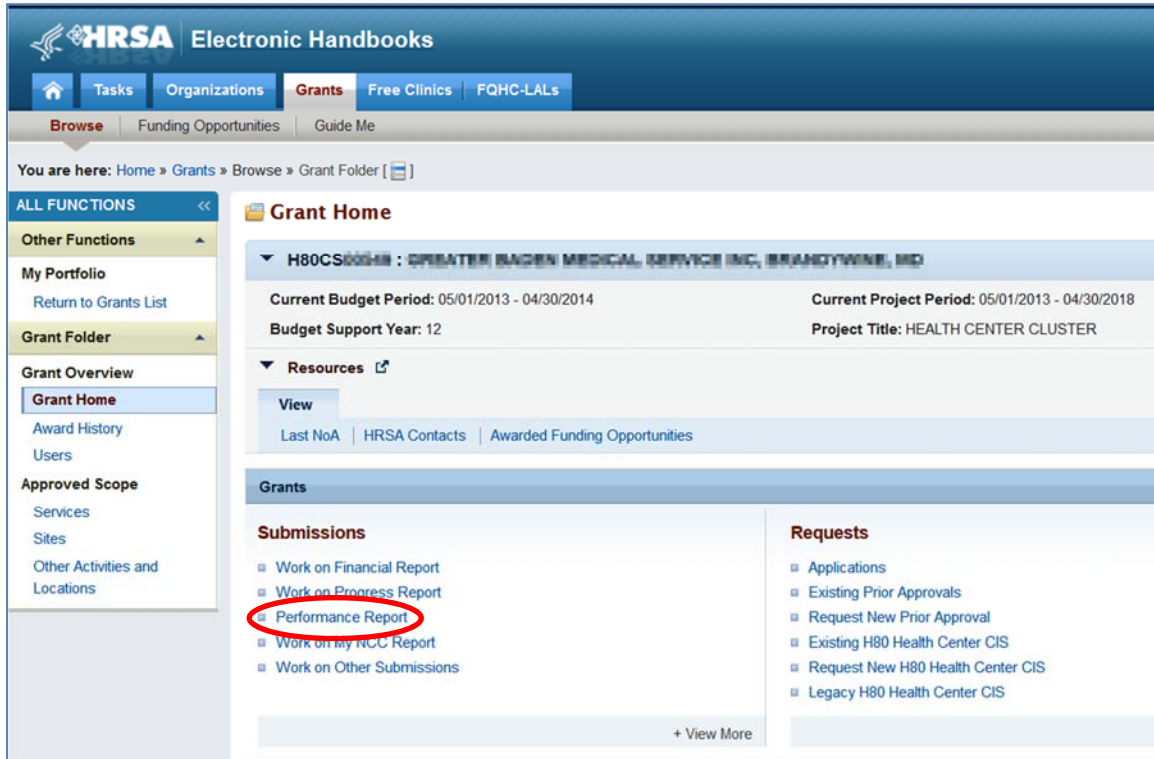 HRSA Electronic Handbooks
Tasks Organizations Grants Free Clinics FQHC-LALs
Browse Funding Opportunities Guide Me
You are here: Home » Grants » Browse » Grant Folder [ ]
ALL FUNCTIONS «
Other Functions
My Portfolio
Return to Grants List
Grant Folder
Grant Overview
Grant Home
Award History
Users
Approved Scope
Services
Sites
Other Activities and
Locations
Grant Home
H80CS :
Current Budget Period: 05/01/2013 - 04/30/2014 Current Project Period: 05/01/2013 - 04/30/2018
Budget Support Year: 12 Project Title: HEALTH CENTER CLUSTER
Resources
View
Last NoA | HRSA Contacts | Awarded Funding Opportunities
Grants
Submissions
Work on Financial Report
Work on Progress Report
Performance Report
Work on My NCC Report
Work on Other Submissions
+ View More
Requests
Applications
Existing Prior Approvals
Request New Prior Approval
Existing H80 Health Center CIS
Request New H80 Health Center CIS
Legacy H80 Health Center CIS